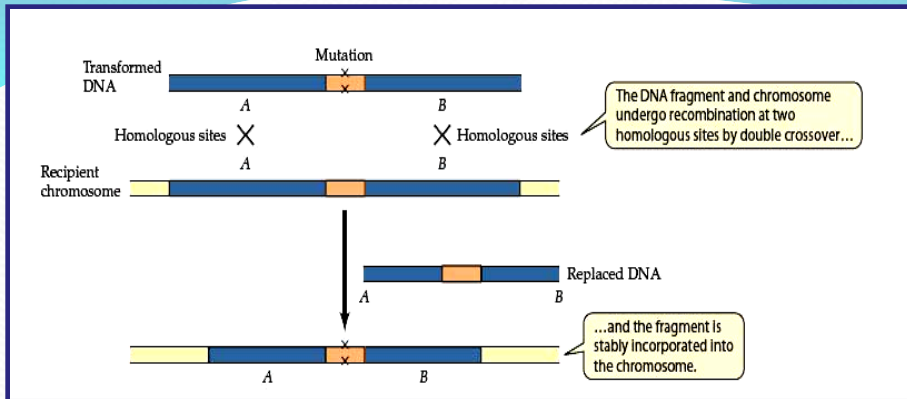 Mutation
Transformed
DNA
A
B
Homologous sites
Homologous sites
The DNA fragment and chromosome
undergo recombination at two
homologous sites by double crossover…
A
B
Recipient
chromosome
Replaced DNA
A
B
…and the fragment is
stably incorporated into
the chromosome.
A
B